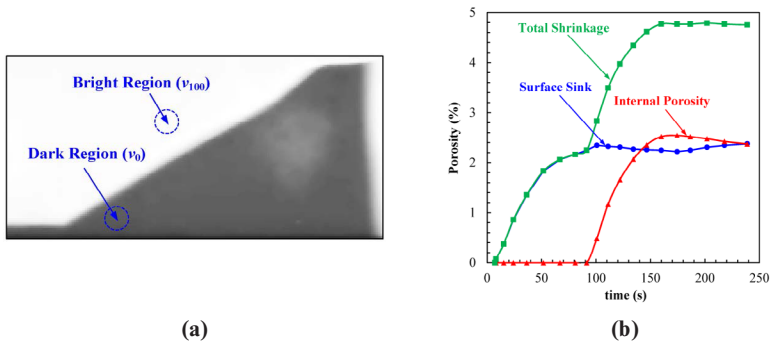 Bright Region (v100)
Dark Region (v0)
(a)
Porosity (%)
5
4
3
2
1
0
Total Shrinkage
Surface Sink
Internal Porosity
0 50 100 150 200 250
time (s)
(b)